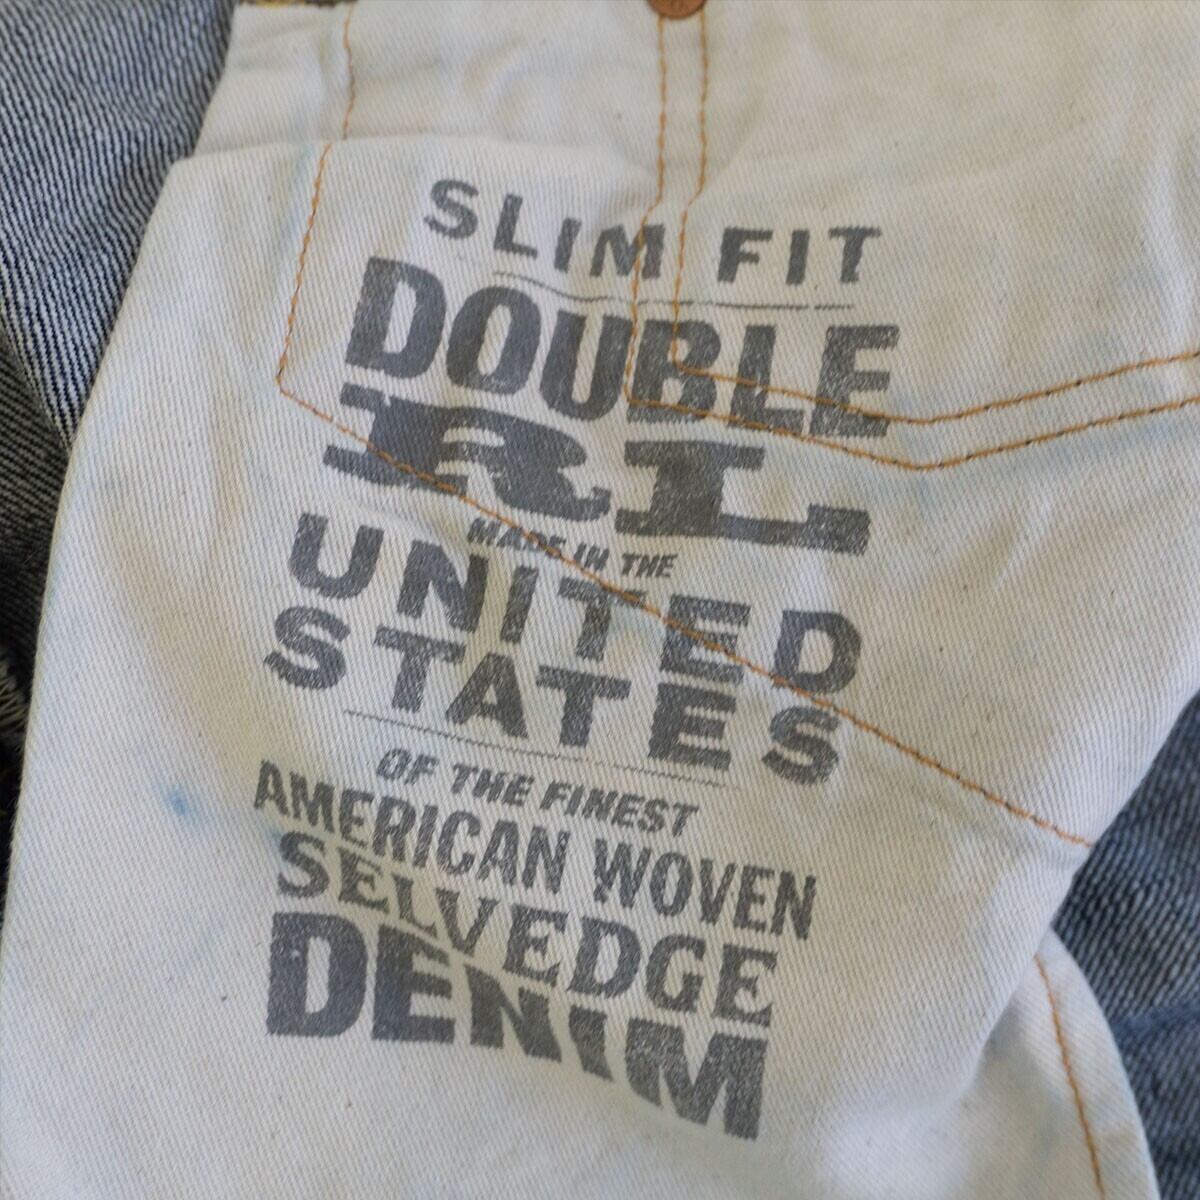 SLIM FIT
DOUBLE
RL
MADE IN THE
UNITED
STATES
OF THE FINEST
AMERICAN WOVEN
SELVEDGE
DENIM